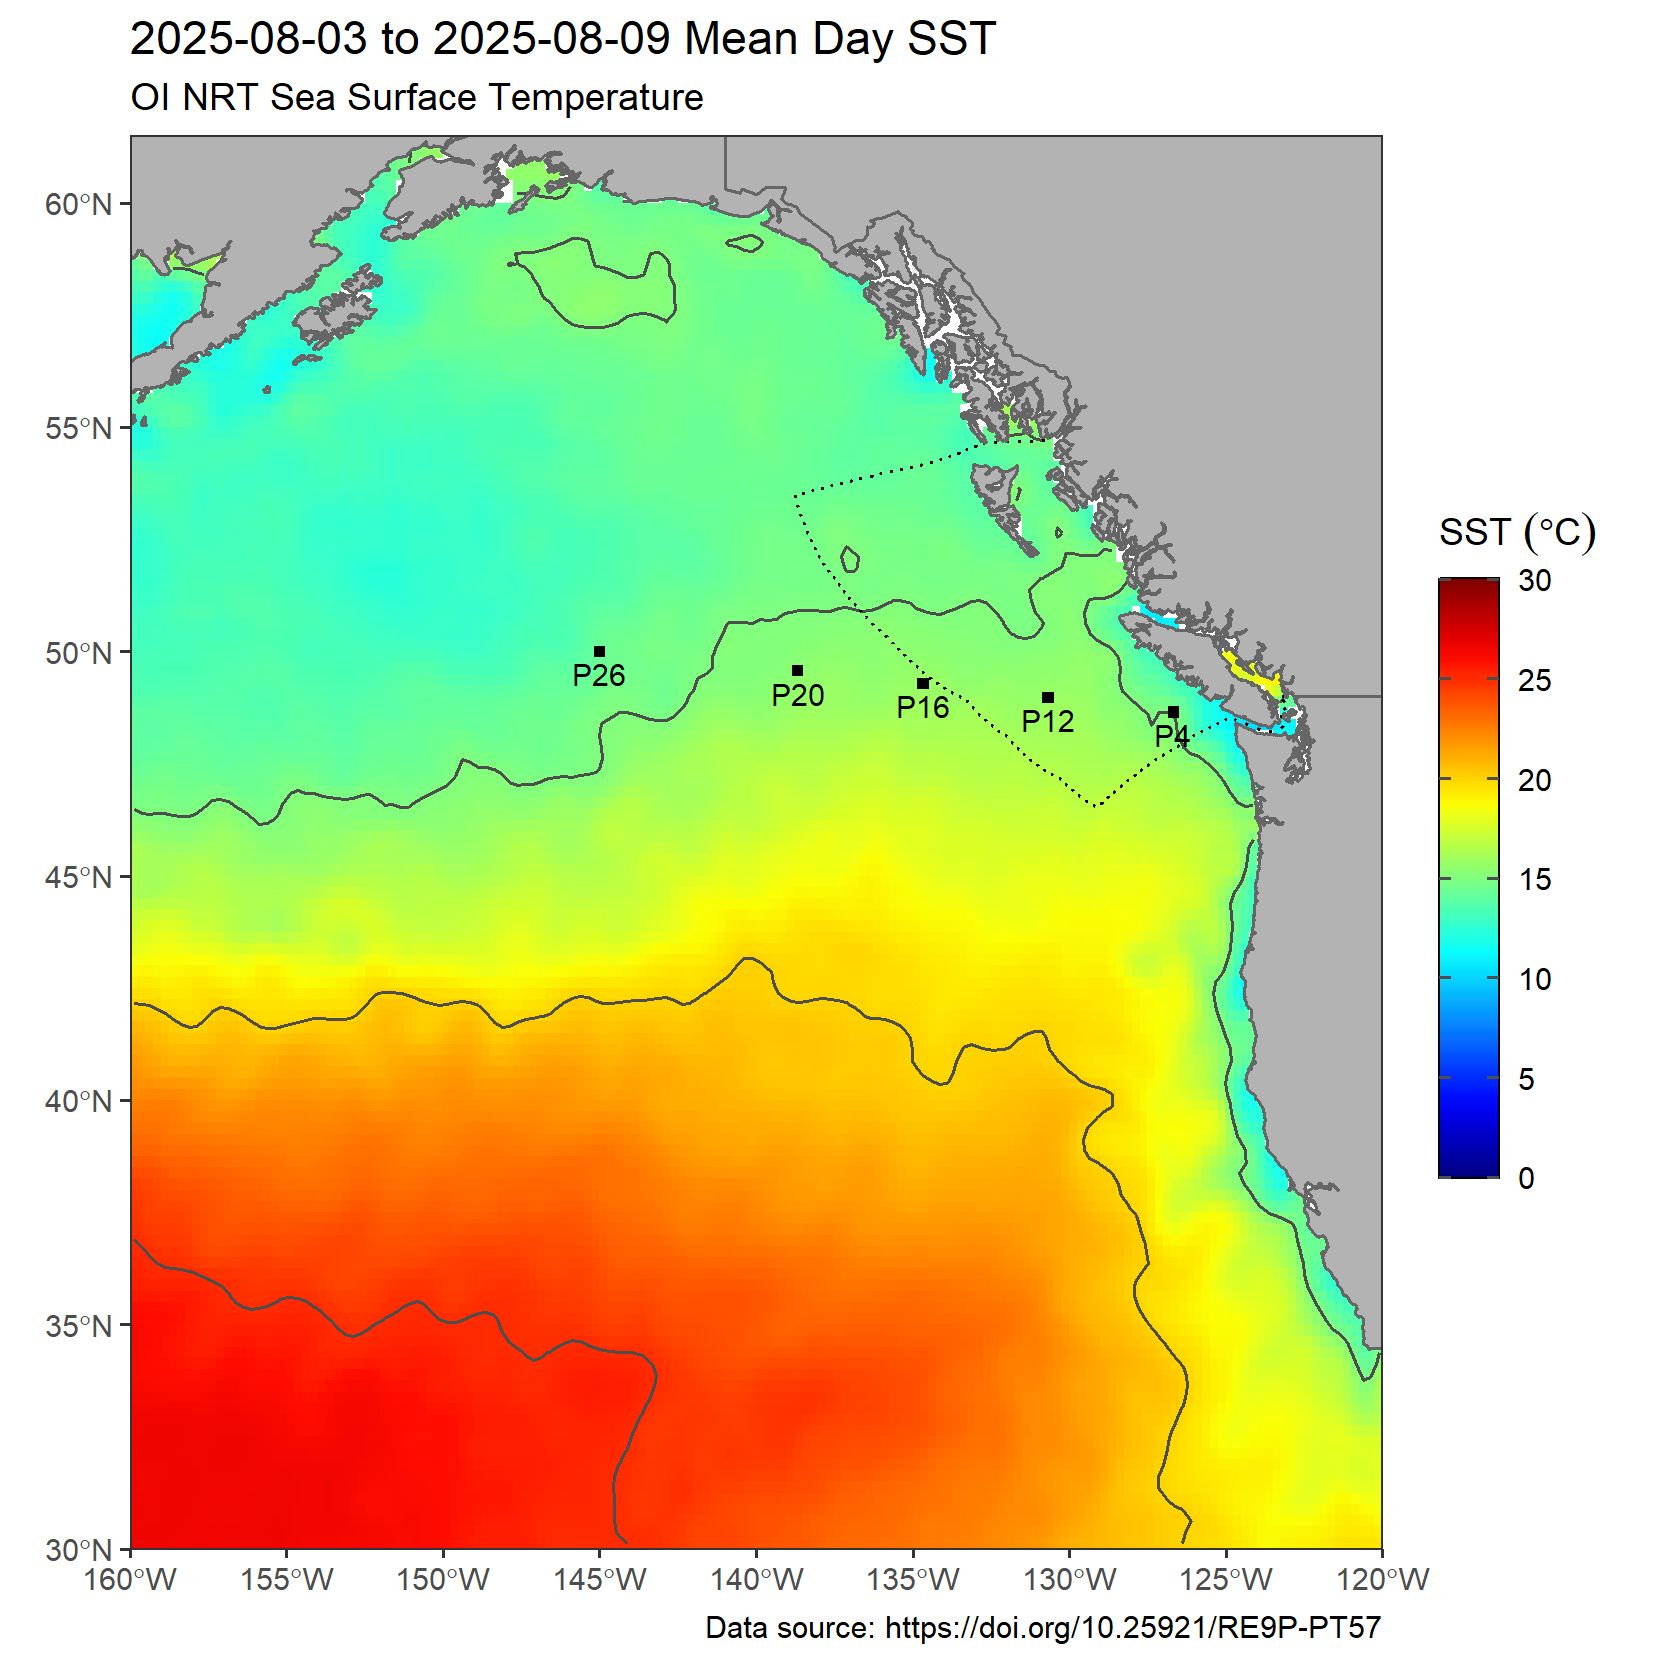 2025-08-03 to 2025-08-09 Mean Day SST
OI NRT Sea Surface Temperature
60°N
55°N
50°N
45°N
40°N
35°N
30°N
P26
P20
P16
P12
P4
160°W
155°W
150°W
145°W
140°W
135°W
130°W
125°W
120°W
SST (°C)
30
25
20
15
10
5
0
Data source: https://doi.org/10.25921/RE9P-PT57